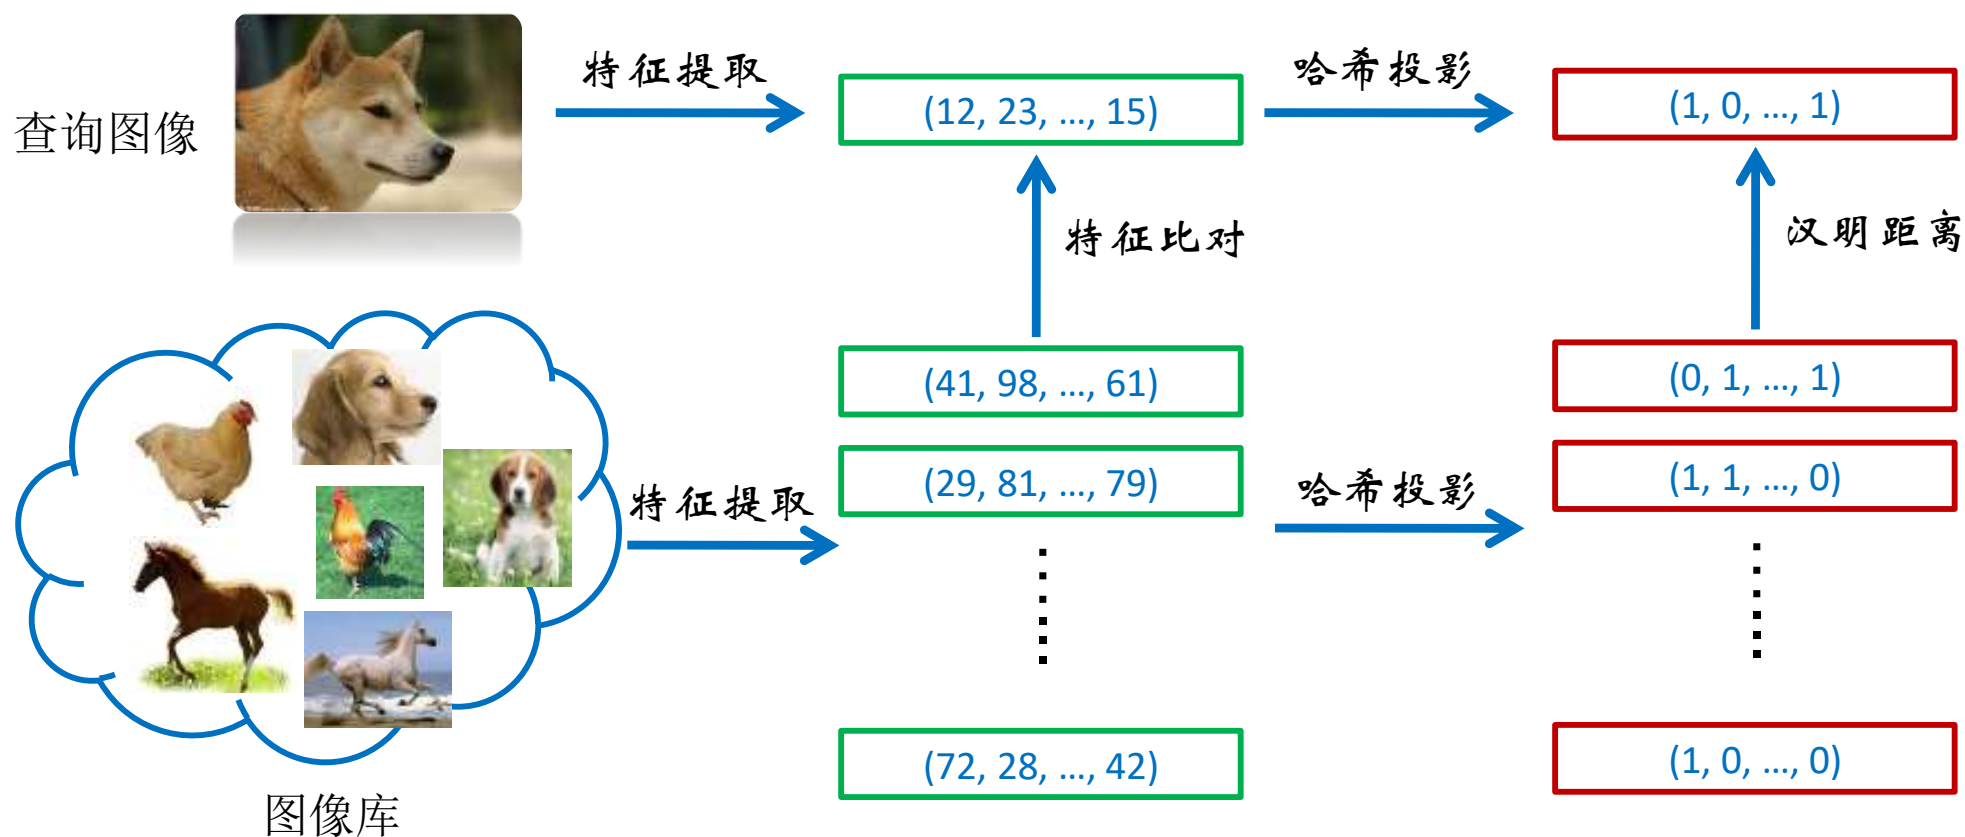 查询图像
特征提取
(12, 23, ..., 15)
哈希投影
(1, 0, ..., 1)
特征比对
汉明距离
(41, 98, ..., 61)
(0, 1, ..., 1)
(29, 81, ..., 79)
(1, 1, ..., 0)
特征提取
哈希投影
(72, 28, ..., 42)
(1, 0, ..., 0)
图像库